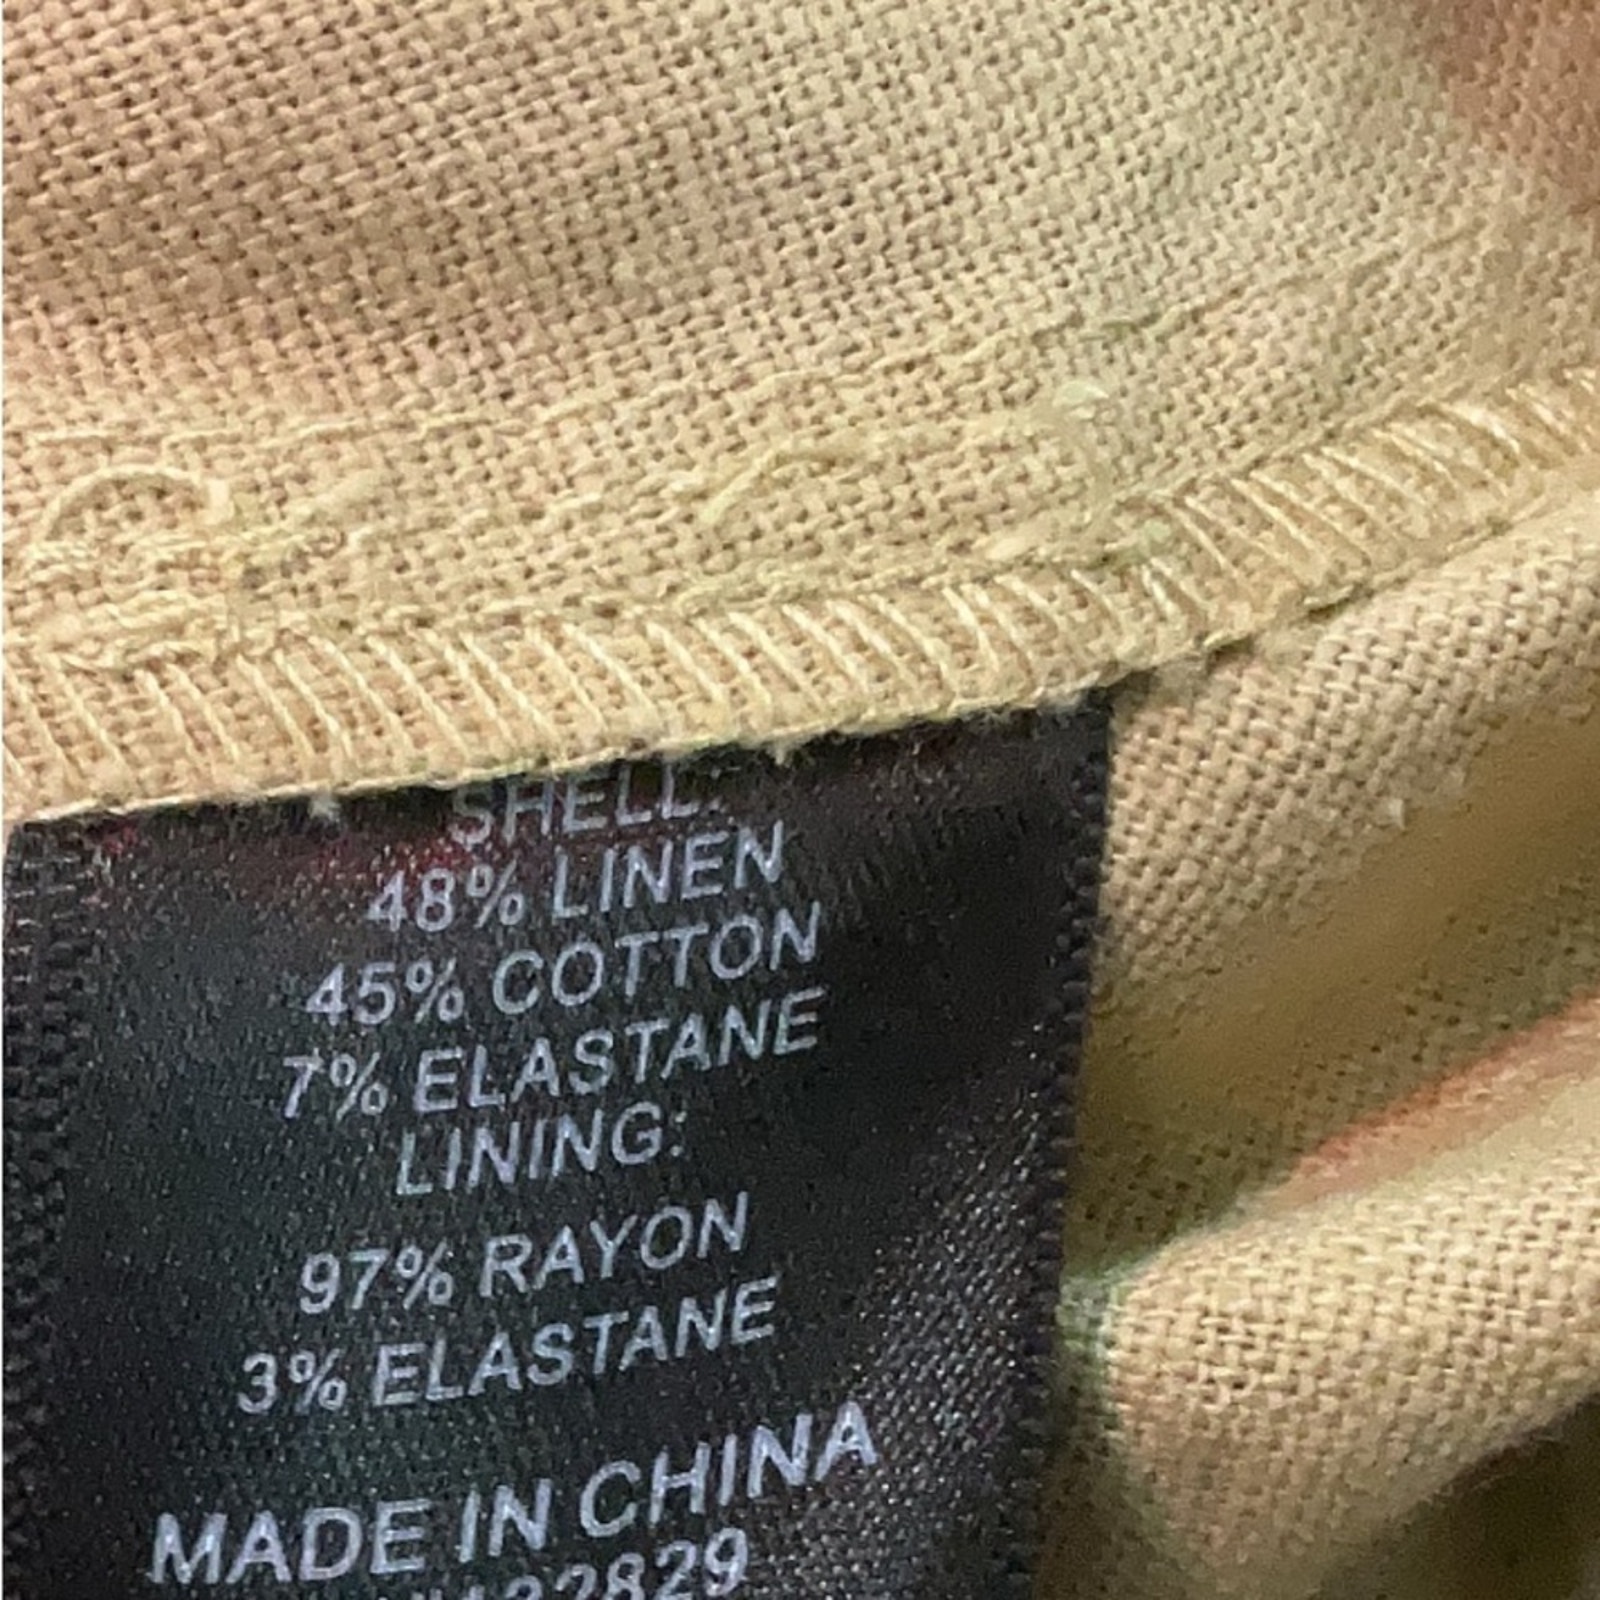 SHELL:
48% LINEN
45% COTTON
7% ELASTANE
LINING:
97% RAYON
3% ELASTANE
MADE IN CHINA